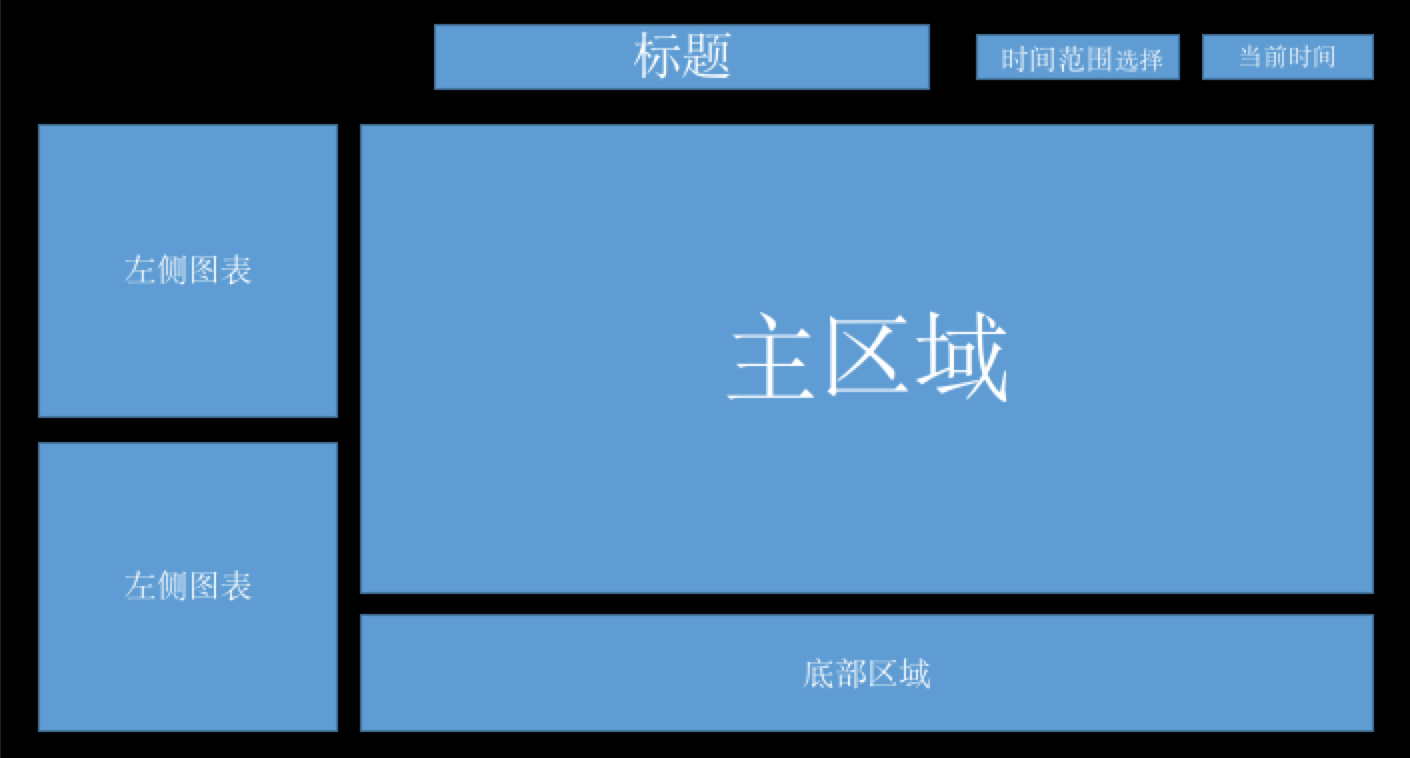 标题
时间范围选择
当前时间
左侧图表
主区域
左侧图表
底部区域